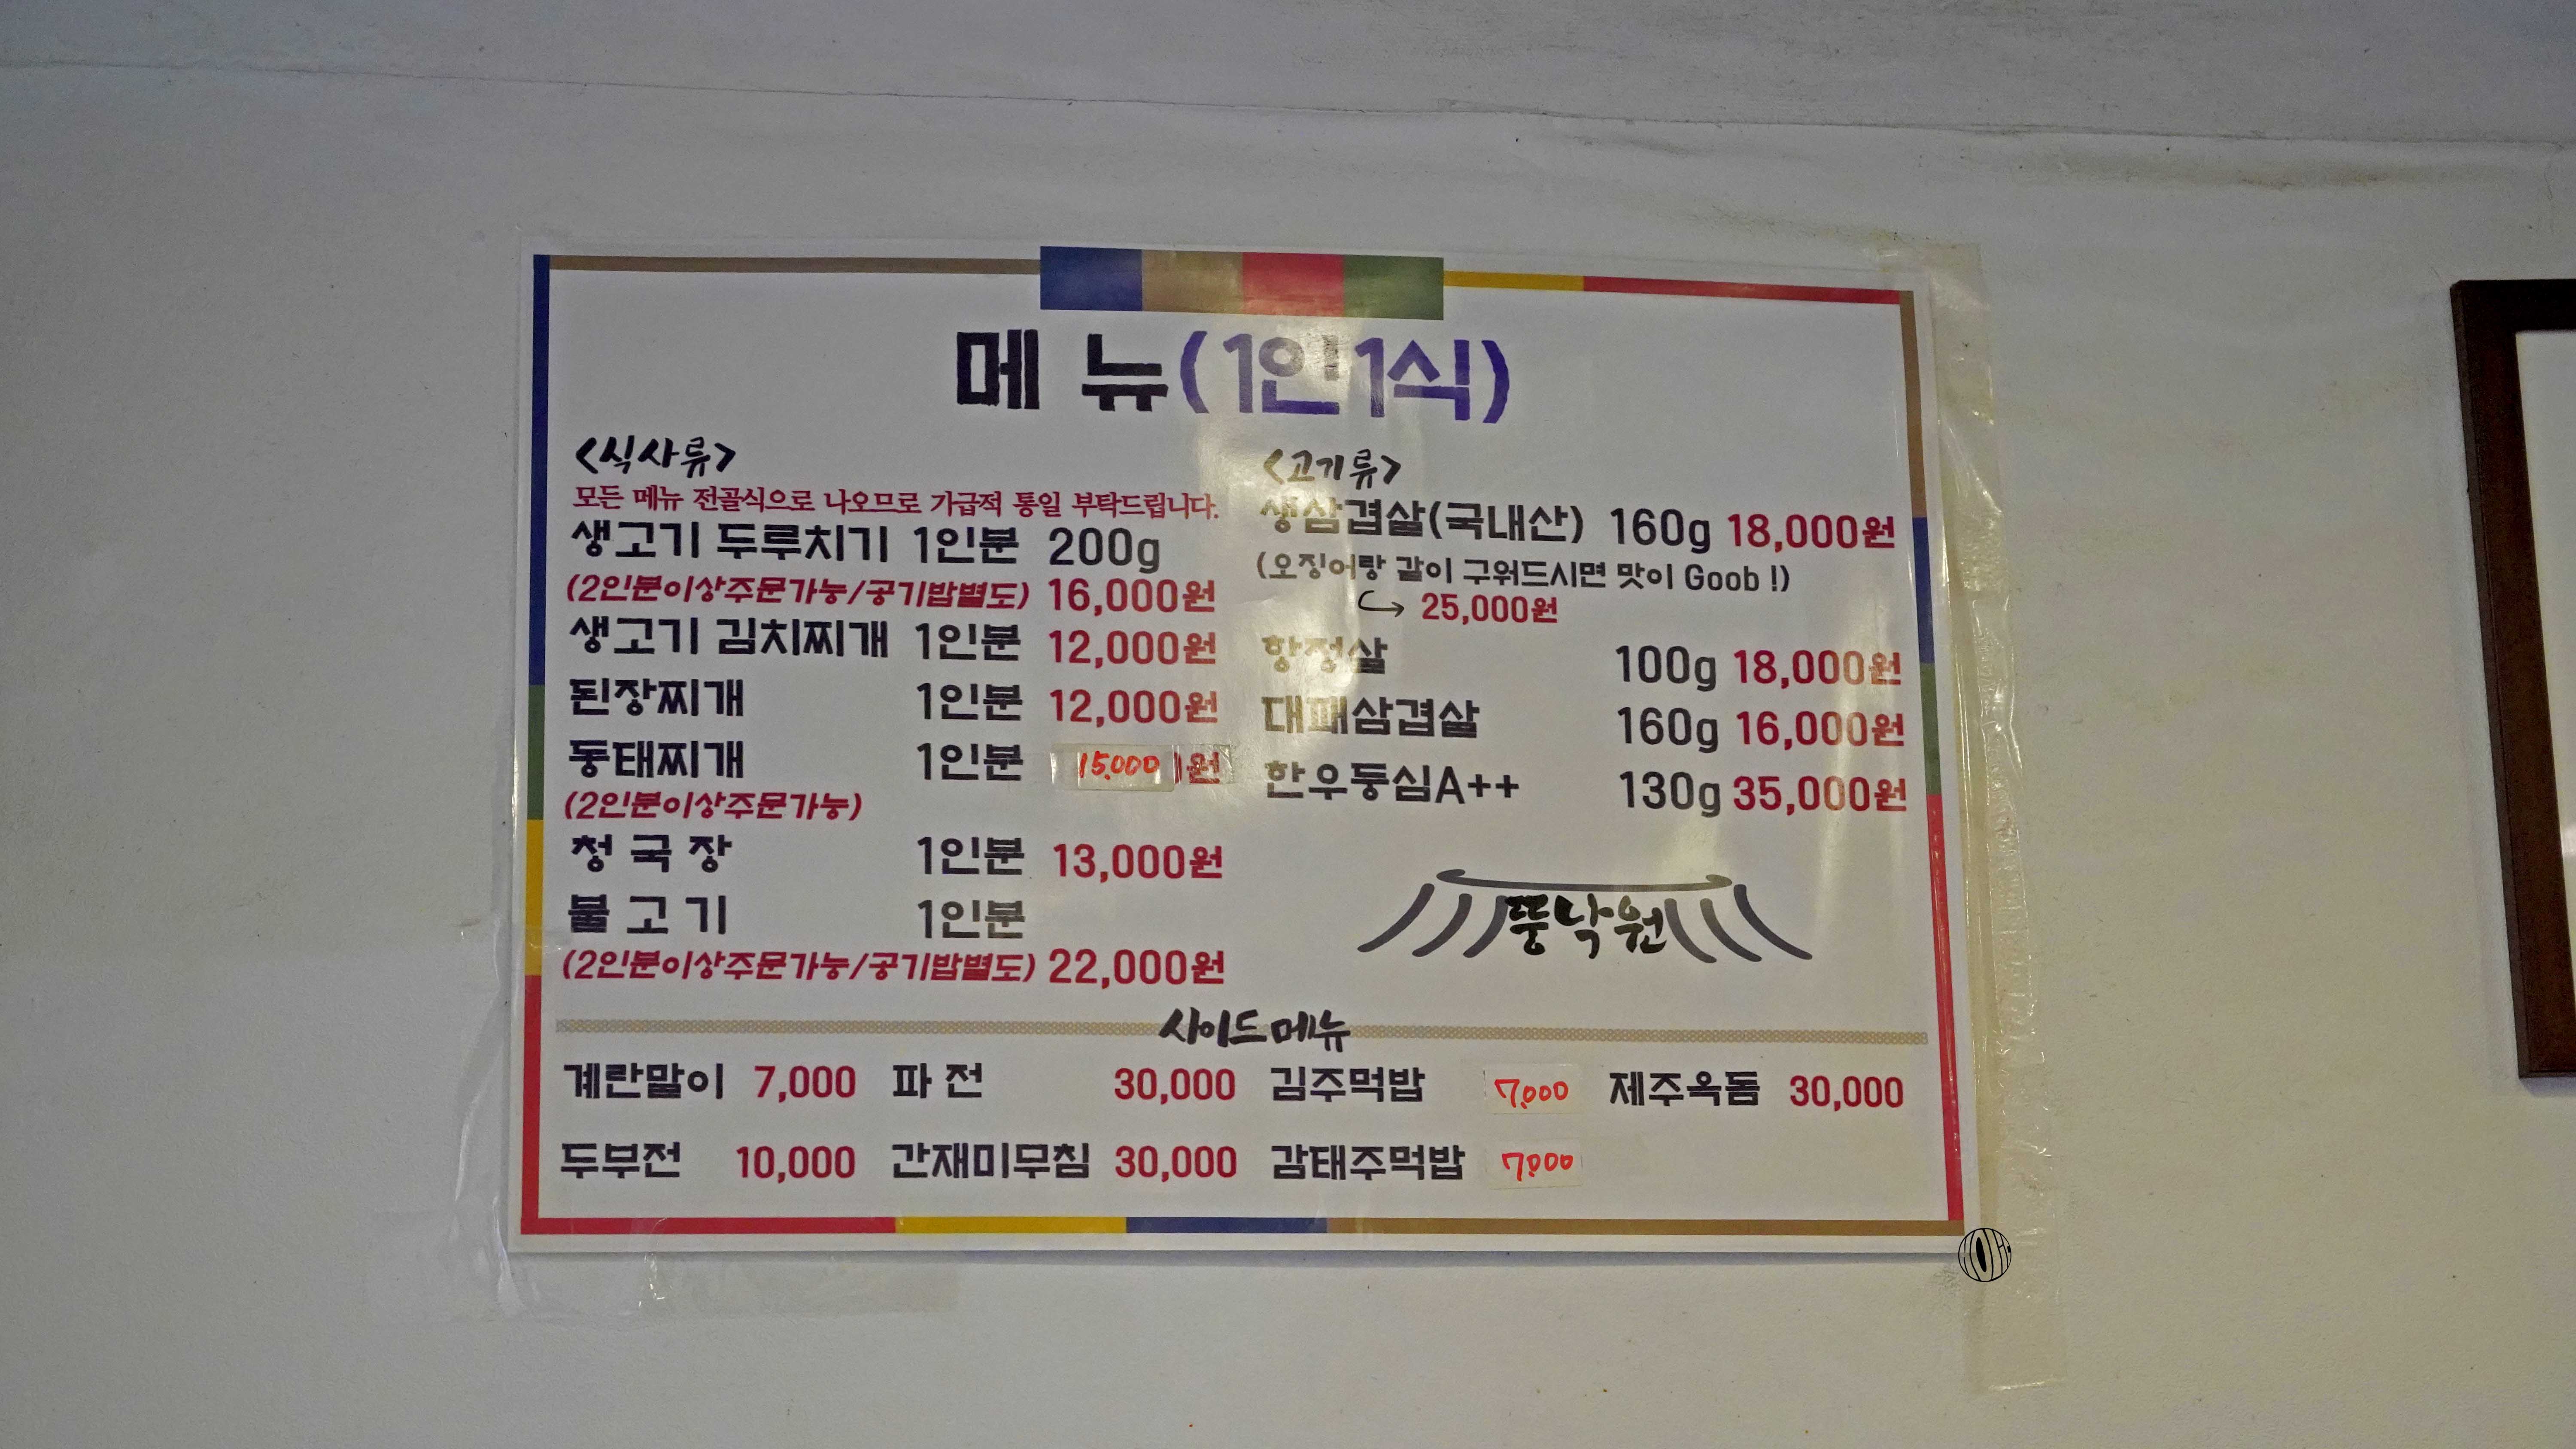 메 뉴(1인1식)
<식사류>
모든 메뉴 전골식으로 나오므로 가급적 통일 부탁드립니다.
생고기 두루치기 1인분 200g
(2인분이상주문가능/공기밥별도) 16,000원
생고기 김치찌개 1인분 12,000원
된장찌개 1인분 12,000원
동태찌개 1인분 15.000 원
(2인분이상주문가능)
청 국 장 1인분 13,000원
불 고 기 1인분
(2인분이상주문가능/공기밥별도) 22,000원
<고기류>
생삼겹살(국내산) 160g 18,000원
(오징어랑 같이 구워드시면 맛이 Goob !)
25,000원
항정살 100g 18,000원
대패삼겹살 160g 16,000원
한우등심A++ 130g 35,000원
뚱낙원
사이드메뉴
계란말이 7,000 파 전 30,000 김주먹밥 7.000 제주옥돔 30,000
두부전 10,000 간재미무침 30,000 감태주먹밥 7.000